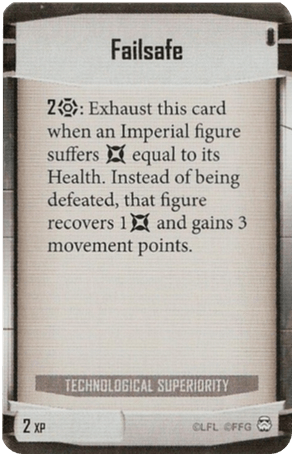 Failsafe
2: Exhaust this card
when an Imperial figure
suffers equal to its
Health. Instead of being
defeated, that figure
recovers 1 and gains 3
movement points.
TECHNOLOGICAL SUPERIORITY
2 XP
©LFL ©FFG